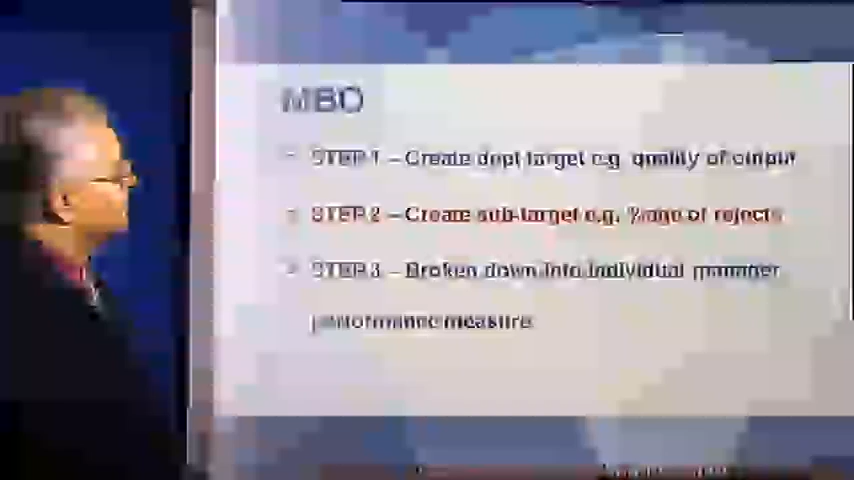 MBO
STEP 1 – Create dept target e.g. quality of output
STEP 2 – Create sub-target e.g. %age of rejects
STEP 3 – Broken down into individual manager
performance measure